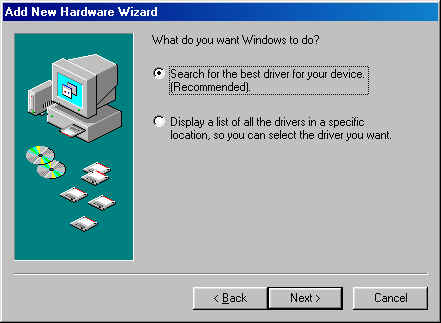 Add New Hardware Wizard
What do you want Windows to do?
Search for the best driver for your device.
(Recommended).
Display a list of all the drivers in a specific
location, so you can select the driver you want.
< Back
Next >
Cancel